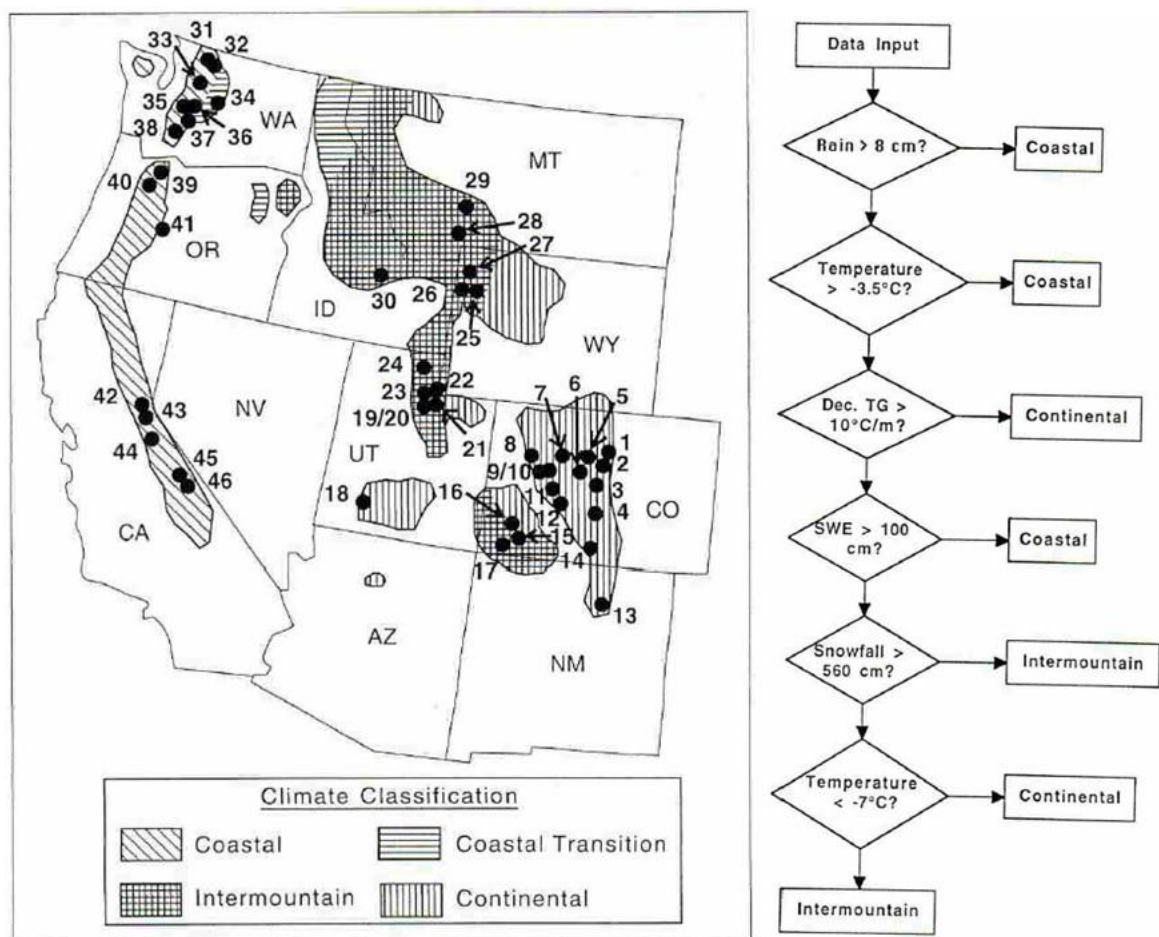 31
32
33
34
35
WA
36
38
37
MT
40
39
29
28
41
OR
27
26
ID
30
25
WY
24
7
6
5
42
NV
23
22
43
19/20
8
1
21
2
44
UT
9/10
45
16
3
46
18
11
4
CO
12
CA
15
17
14
13
AZ
NM
Climate Classification
Coastal
Coastal Transition
Intermountain
Continental
Data Input
Rain > 8 cm?
Coastal
Temperature
> -3.5°C?
Coastal
Dec. TG >
10°C/m?
Continental
SWE > 100
cm?
Coastal
Snowfall >
560 cm?
Intermountain
Temperature
< -7°C?
Continental
Intermountain